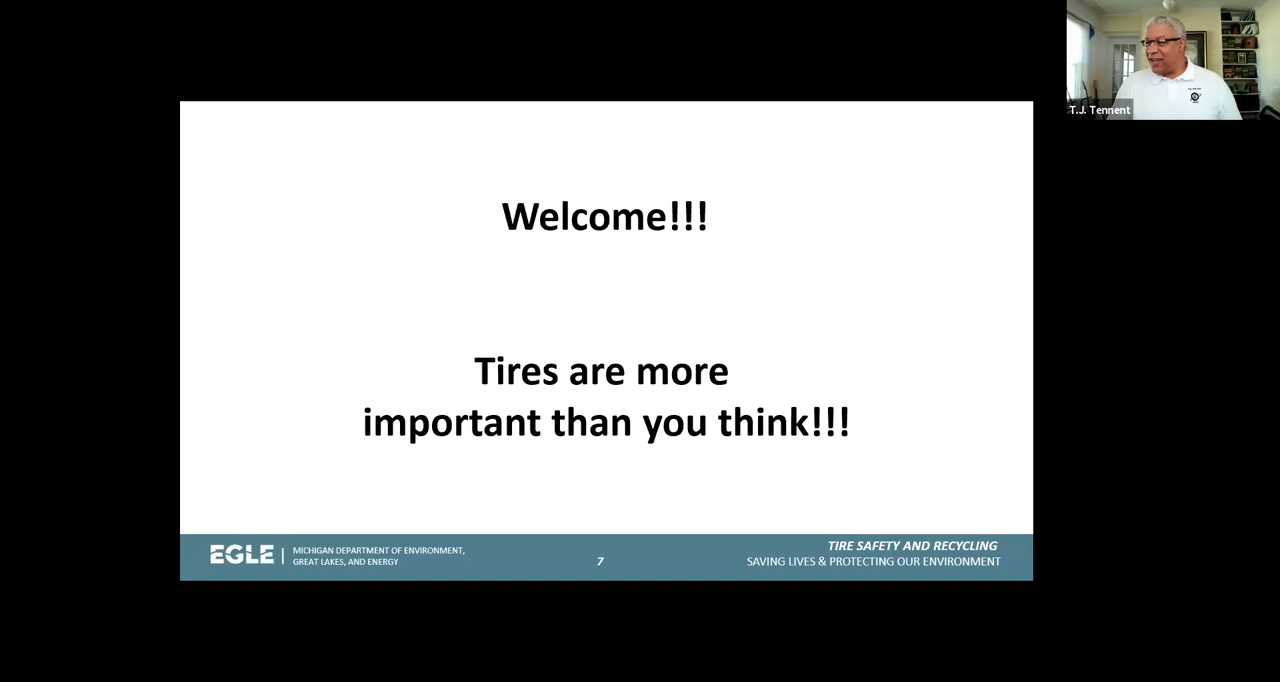 T.J. Tennent
Welcome!!!
Tires are more
important than you think!!!
EGLE
MICHIGAN DEPARTMENT OF ENVIRONMENT,
GREAT LAKES, AND ENERGY
7
TIRE SAFETY AND RECYCLING
SAVING LIVES & PROTECTING OUR ENVIRONMENT